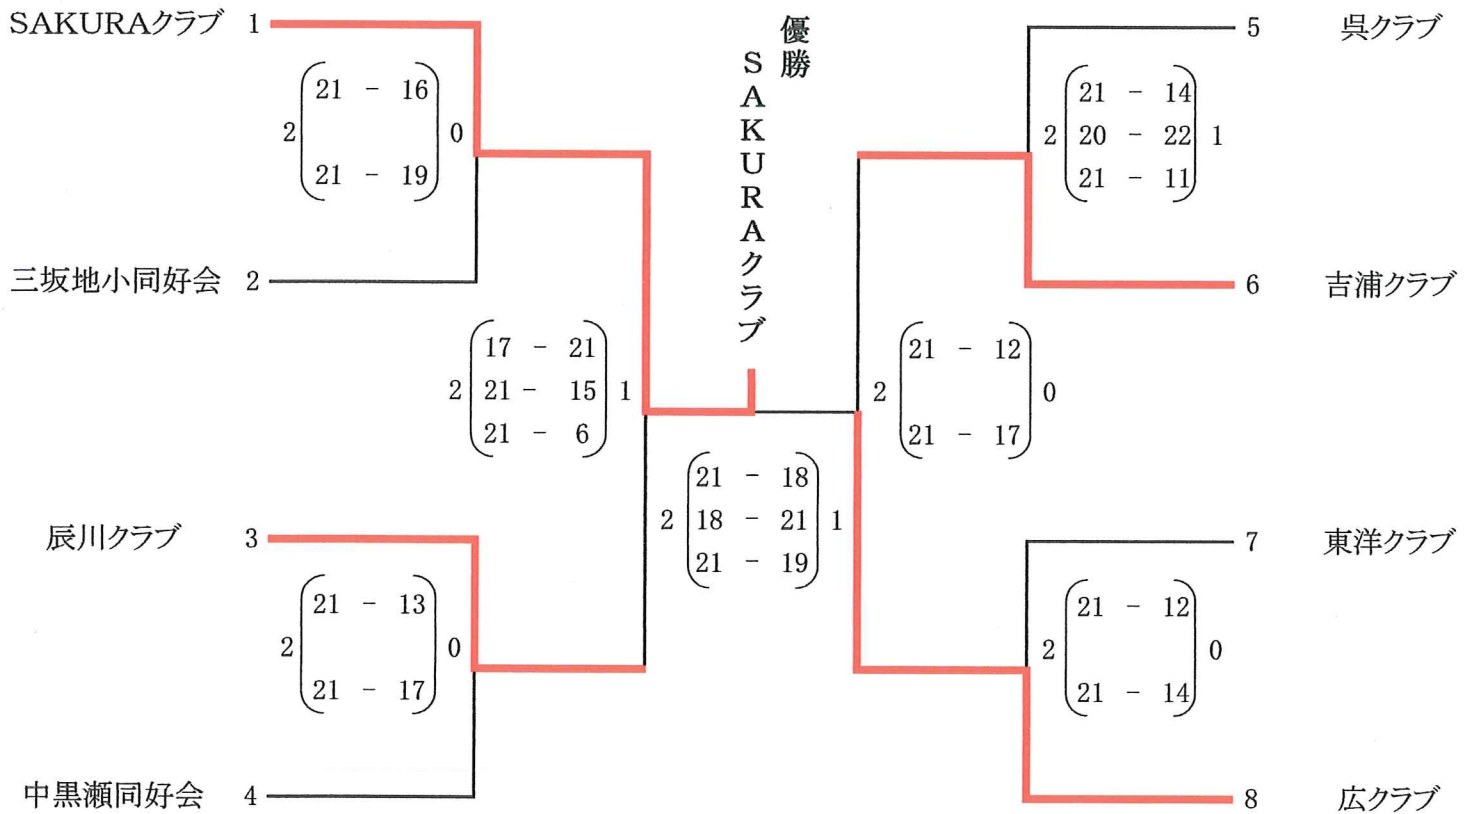 SAKURAクラブ 1
2 21 - 16 0
21 - 19
三坂地小同好会 2
2 17 - 21 1
21 - 15
21 - 6
辰川クラブ 3
2 21 - 13 0
21 - 17
中黒瀬同好会 4
優勝
SAKURAクラブ
2 21 - 18 1
18 - 21
21 - 19
5 呉クラブ
2 21 - 14 1
20 - 22
21 - 11
6 吉浦クラブ
2 21 - 12 0
21 - 17
7 東洋クラブ
2 21 - 12 0
21 - 14
8 広クラブ